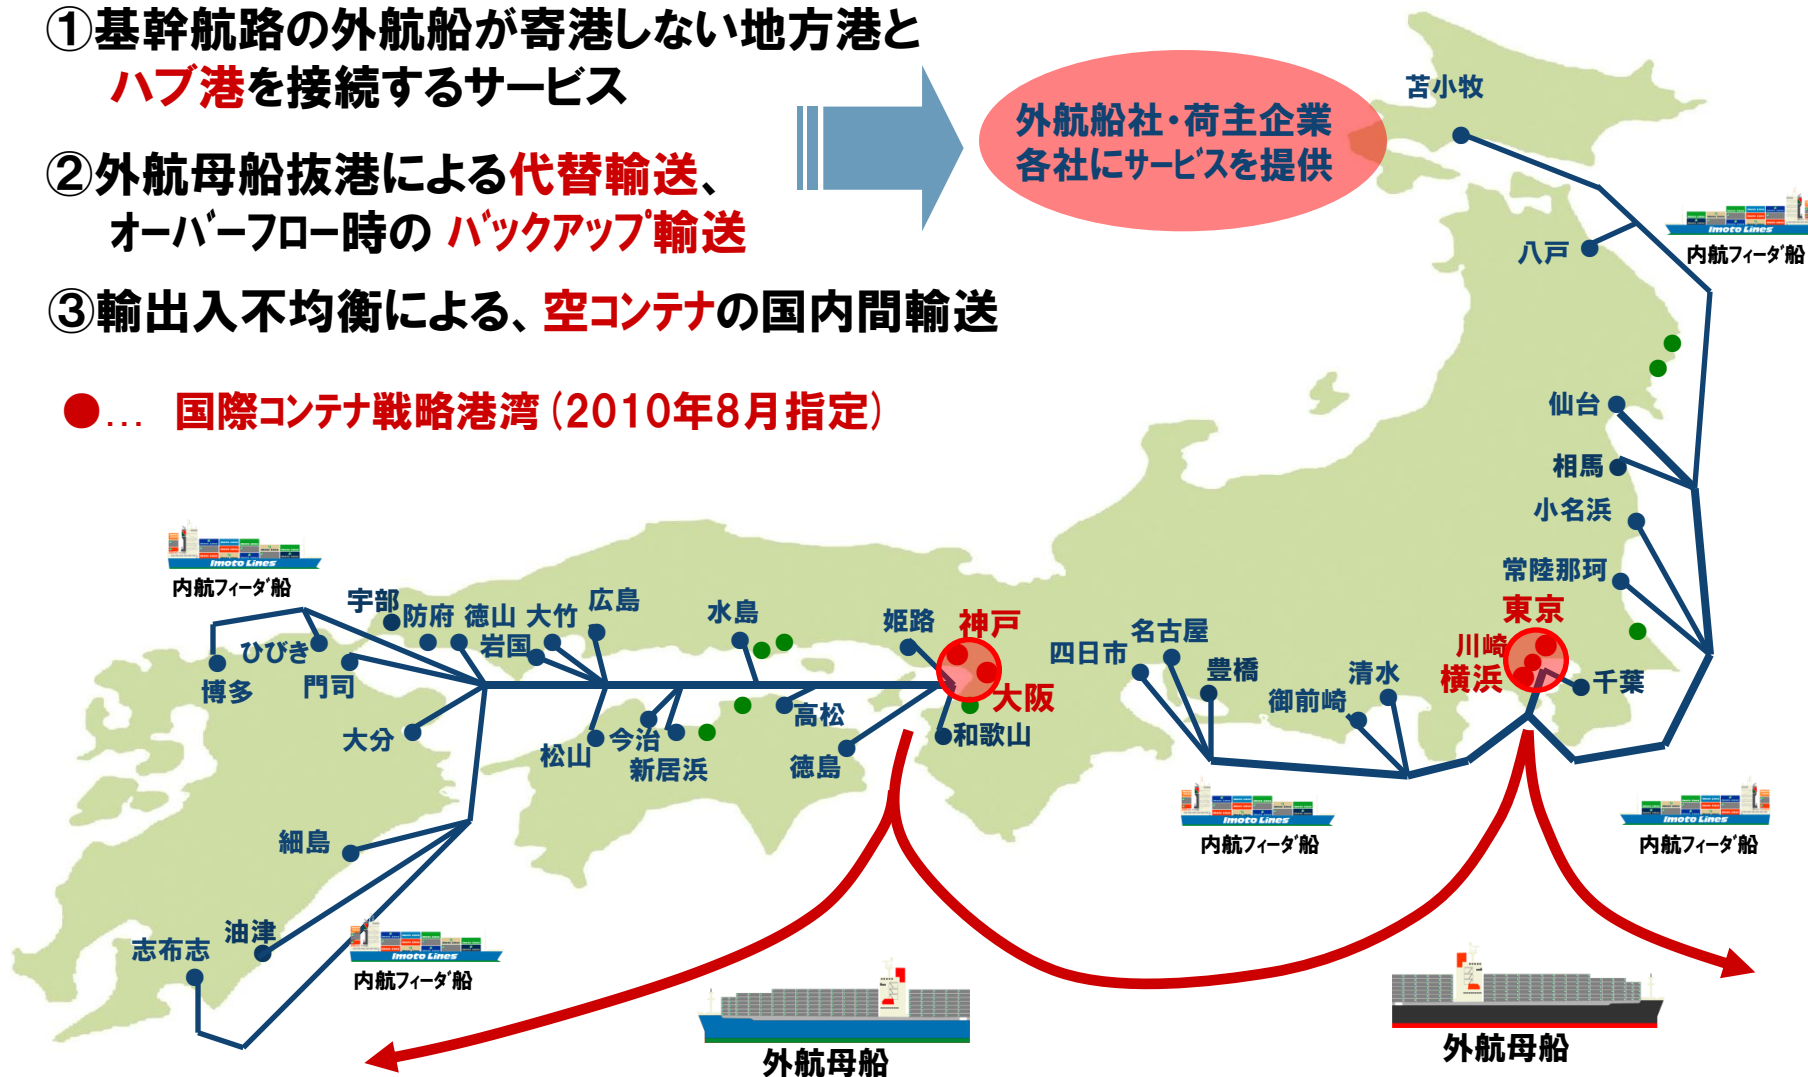 ①基幹航路の外航船が寄港しない地方港と
ハブ港を接続するサービス
②外航母船抜港による代替輸送、
オーバーフロー時の バックアップ輸送
③輸出入不均衡による、空コンテナの国内間輸送
●... 国際コンテナ戦略港湾(2010年8月指定)
外航船社・荷主企業
各社にサービスを提供
苫小牧
八戸
Imoto Lines
内航フィーダ船
仙台
相馬
小名浜
常陸那珂
東京
川崎
横浜
千葉
Imoto Lines
内航フィーダ船
宇部
防府
徳山
大竹
広島
岩国
水島
姫路
神戸
大阪
和歌山
四日市
名古屋
豊橋
御前崎
清水
ひびき
博多
門司
大分
松山
今治
新居浜
高松
徳島
細島
油津
志布志
Imoto Lines
内航フィーダ船
Imoto Lines
内航フィーダ船
Imoto Lines
内航フィーダ船
外航母船
外航母船